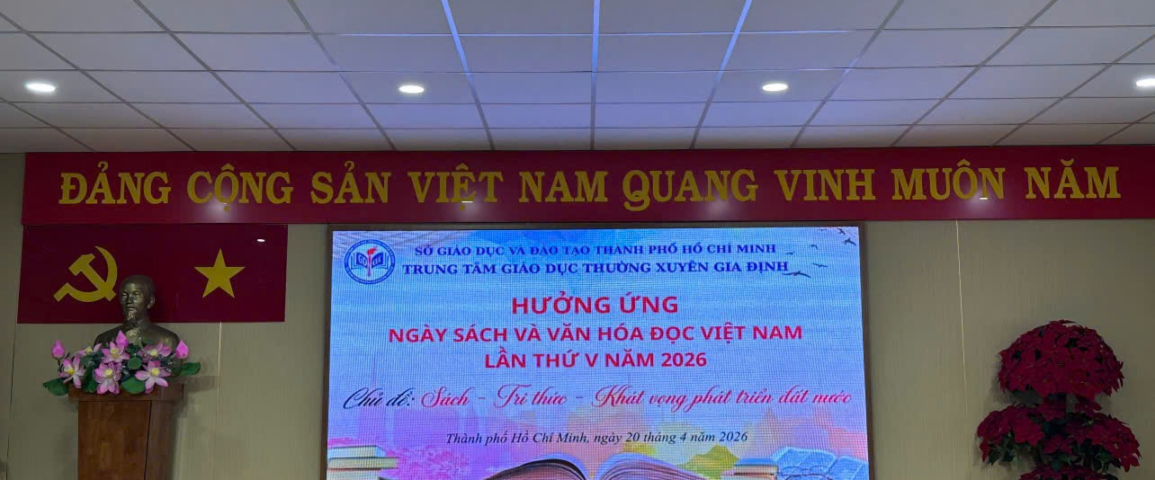 ĐẢNG CỘNG SẢN VIỆT NAM QUANG VINH MUÔN NĂM
SỞ GIÁO DỤC VÀ ĐÀO TẠO THÀNH PHỐ HỒ CHÍ MINH
TRUNG TÂM GIÁO DỤC THƯỜNG XUYÊN GIA ĐỊNH
HƯỞNG ỨNG
NGÀY SÁCH VÀ VĂN HÓA ĐỌC VIỆT NAM
LẦN THỨ V NĂM 2026
Chủ đề: Sách - Tri thức - Khát vọng phát triển đất nước
Thành phố Hồ Chí Minh, ngày 20 tháng 4 năm 2026